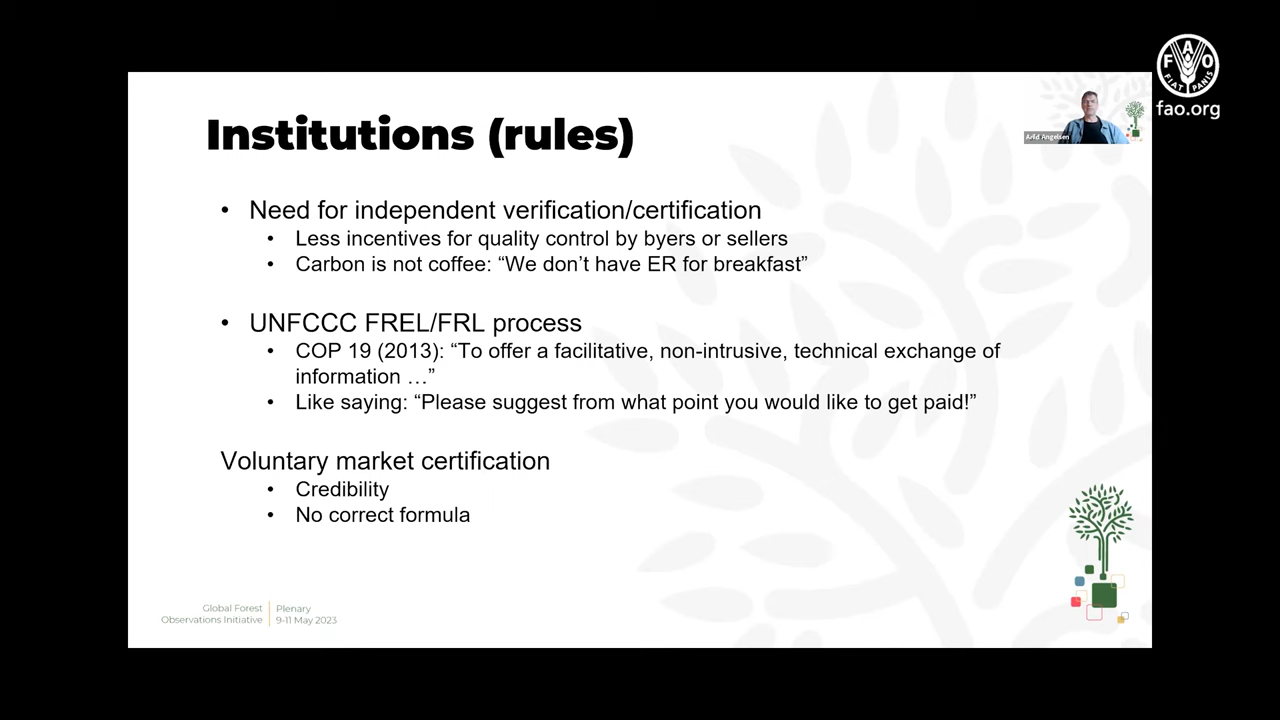 FAO
FIAT PANIS
fao.org
Institutions (rules)
Arild Angelsen
• Need for independent verification/certification
• Less incentives for quality control by byers or sellers
• Carbon is not coffee: “We don’t have ER for breakfast”
• UNFCCC FREL/FRL process
• COP 19 (2013): “To offer a facilitative, non-intrusive, technical exchange of
information …”
• Like saying: “Please suggest from what point you would like to get paid!”
Voluntary market certification
• Credibility
• No correct formula
Global Forest
Observations Initiative
Plenary
9-11 May 2023